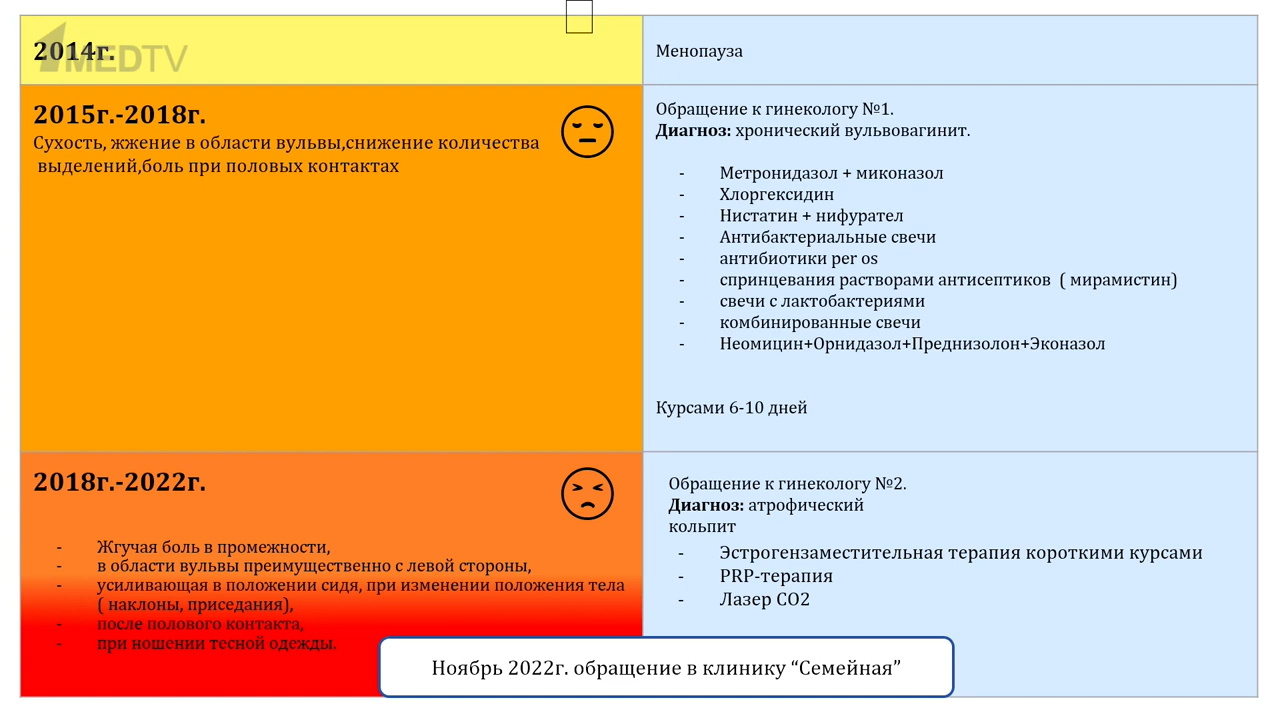 2014г.
1MEDTV
Менопауза
2015г.-2018г.
Сухость, жжение в области вульвы,снижение количества
выделений,боль при половых контактах
Обращение к гинекологу №1.
Диагноз: хронический вульвовагинит.
- Метронидазол + миконазол
- Хлоргексидин
- Нистатин + нифурател
- Антибактериальные свечи
- антибиотики per os
- спринцевания растворами антисептиков ( мирамистин)
- свечи с лактобактериями
- комбинированные свечи
- Неомицин+Орнидазол+Преднизолон+Эконазол
Курсами 6-10 дней
2018г.-2022г.
- Жгучая боль в промежности,
- в области вульвы преимущественно с левой стороны,
- усиливающая в положении сидя, при изменении положения тела
( наклоны, приседания),
- после полового контакта,
- при ношении тесной одежды.
Обращение к гинекологу №2.
Диагноз: атрофический
кольпит
- Эстрогензаместительная терапия короткими курсами
- PRP-терапия
- Лазер СО2
Ноябрь 2022г. обращение в клинику “Семейная”